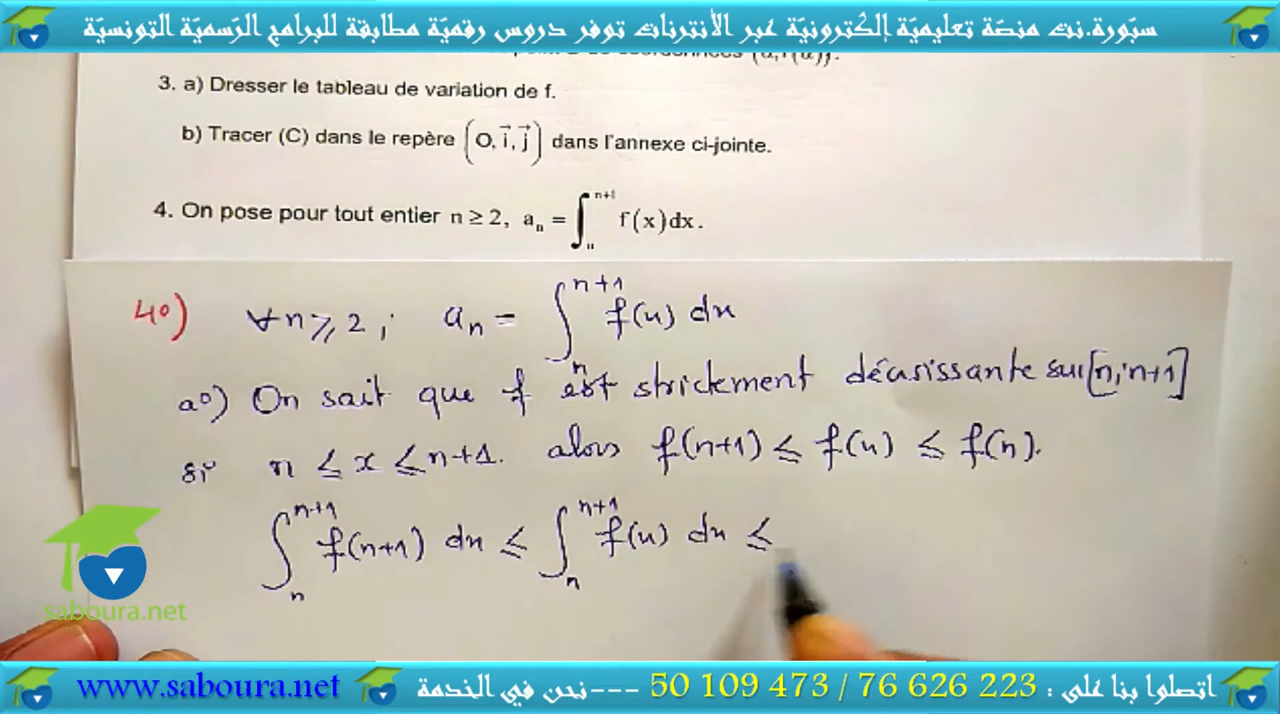 سبّورة.نت منصّة تعليميّة إلكترونيّة عبر الأنترنات توفر دروس رقميّة مطابقة للبرامج الرّسميّة التونسيّة
3. a) Dresser le tableau de variation de f.
b) Tracer (C) dans le repère (O, i⃗, j⃗) dans l'annexe ci-jointe.
4. On pose pour tout entier n ≥ 2, aₙ = ∫ₙⁿ⁺¹ f(x)dx.
4°) ∀n ≥ 2 ; aₙ = ∫ₙⁿ⁺¹ f(x) dx
a°) On sait que f est strictement décroissante sur [n, n+1]
si n ≤ x ≤ n+1. alors f(n+1) ≤ f(x) ≤ f(n).
∫ₙⁿ⁺¹ f(n+1) dx ≤ ∫ₙⁿ⁺¹ f(x) dx ≤
saboura.net
www.saboura.net اتصلوا بنا على : 50 109 473 / 76 626 223 ---نحن في الخدمة